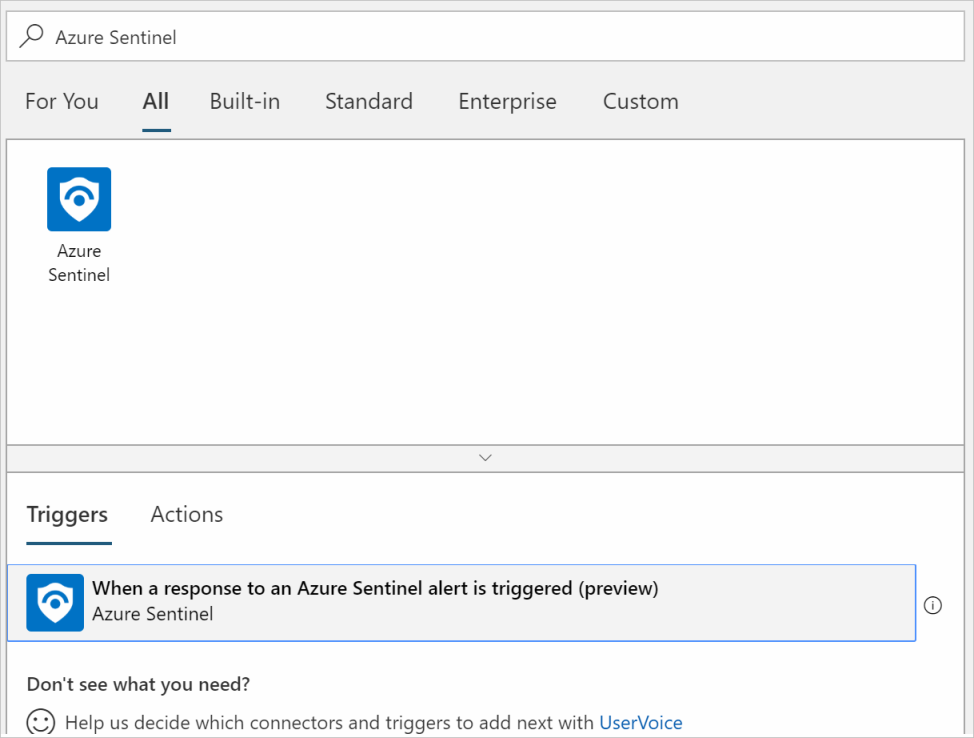 Azure Sentinel
For You All Built-in Standard Enterprise Custom
Azure
Sentinel
Triggers Actions
When a response to an Azure Sentinel alert is triggered (preview)
Azure Sentinel
Don't see what you need?
Help us decide which connectors and triggers to add next with UserVoice